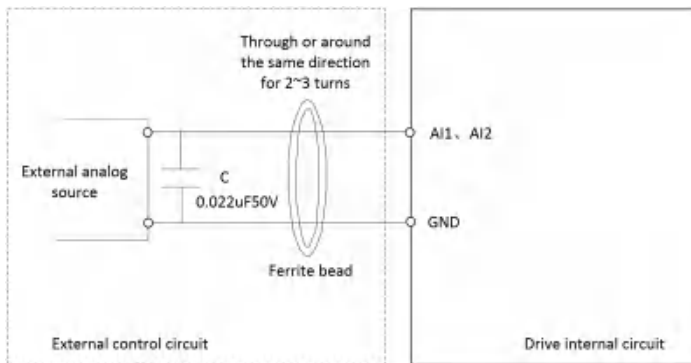 Through or around
the same direction
for 2~3 turns
AI1、AI2
External analog
source
C
0.022uF50V
GND
Ferrite bead
External control circuit
Drive internal circuit